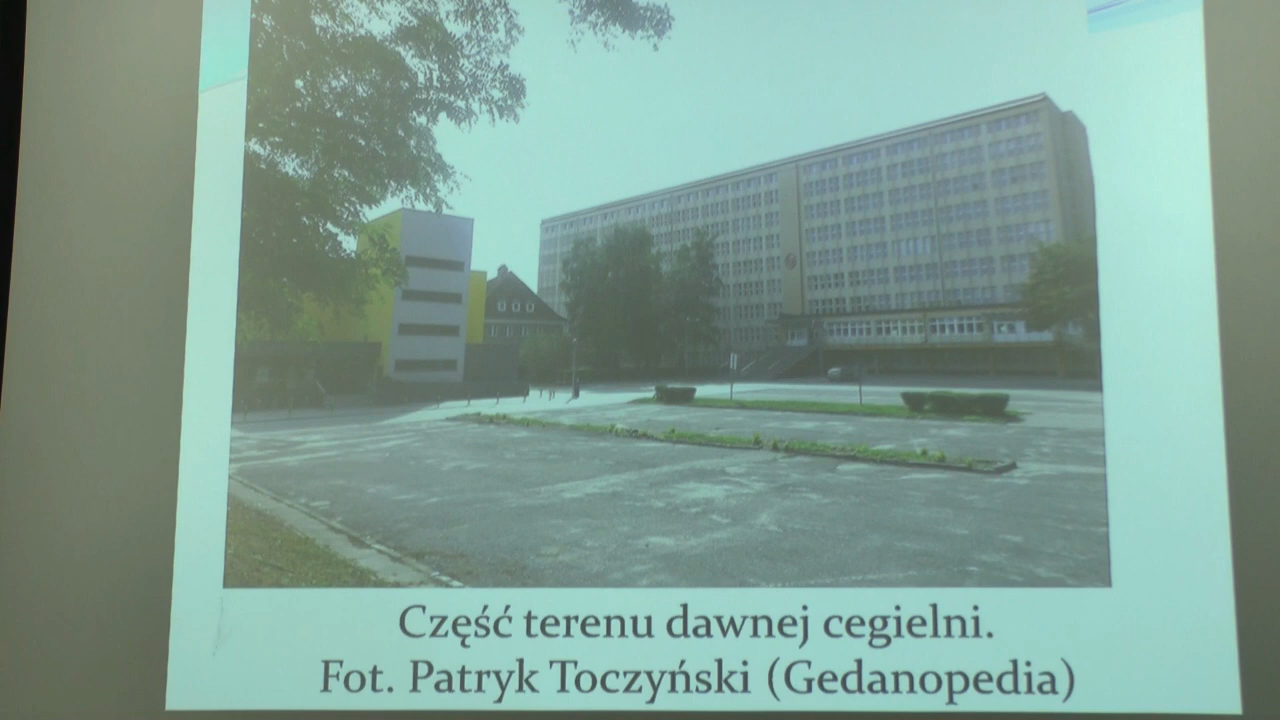 Część terenu dawnej cegielni.
Fot. Patryk Toczyński (Gedanopedia)